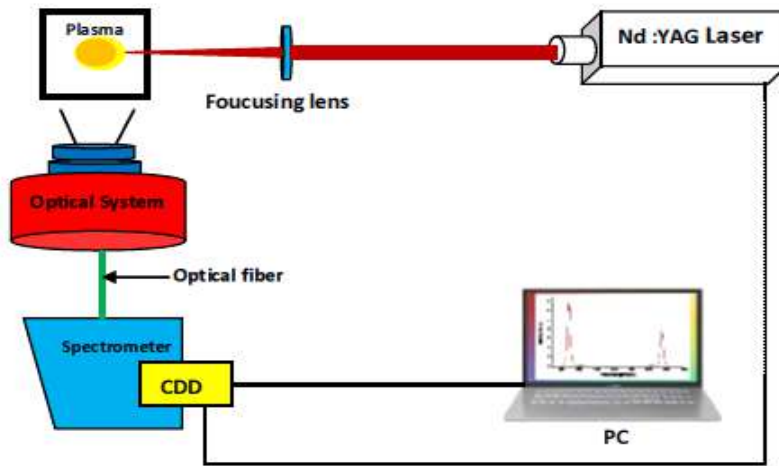 Plasma
Nd :YAG Laser
Foucusing lens
Optical System
Optical fiber
Spectrometer
CDD
PC